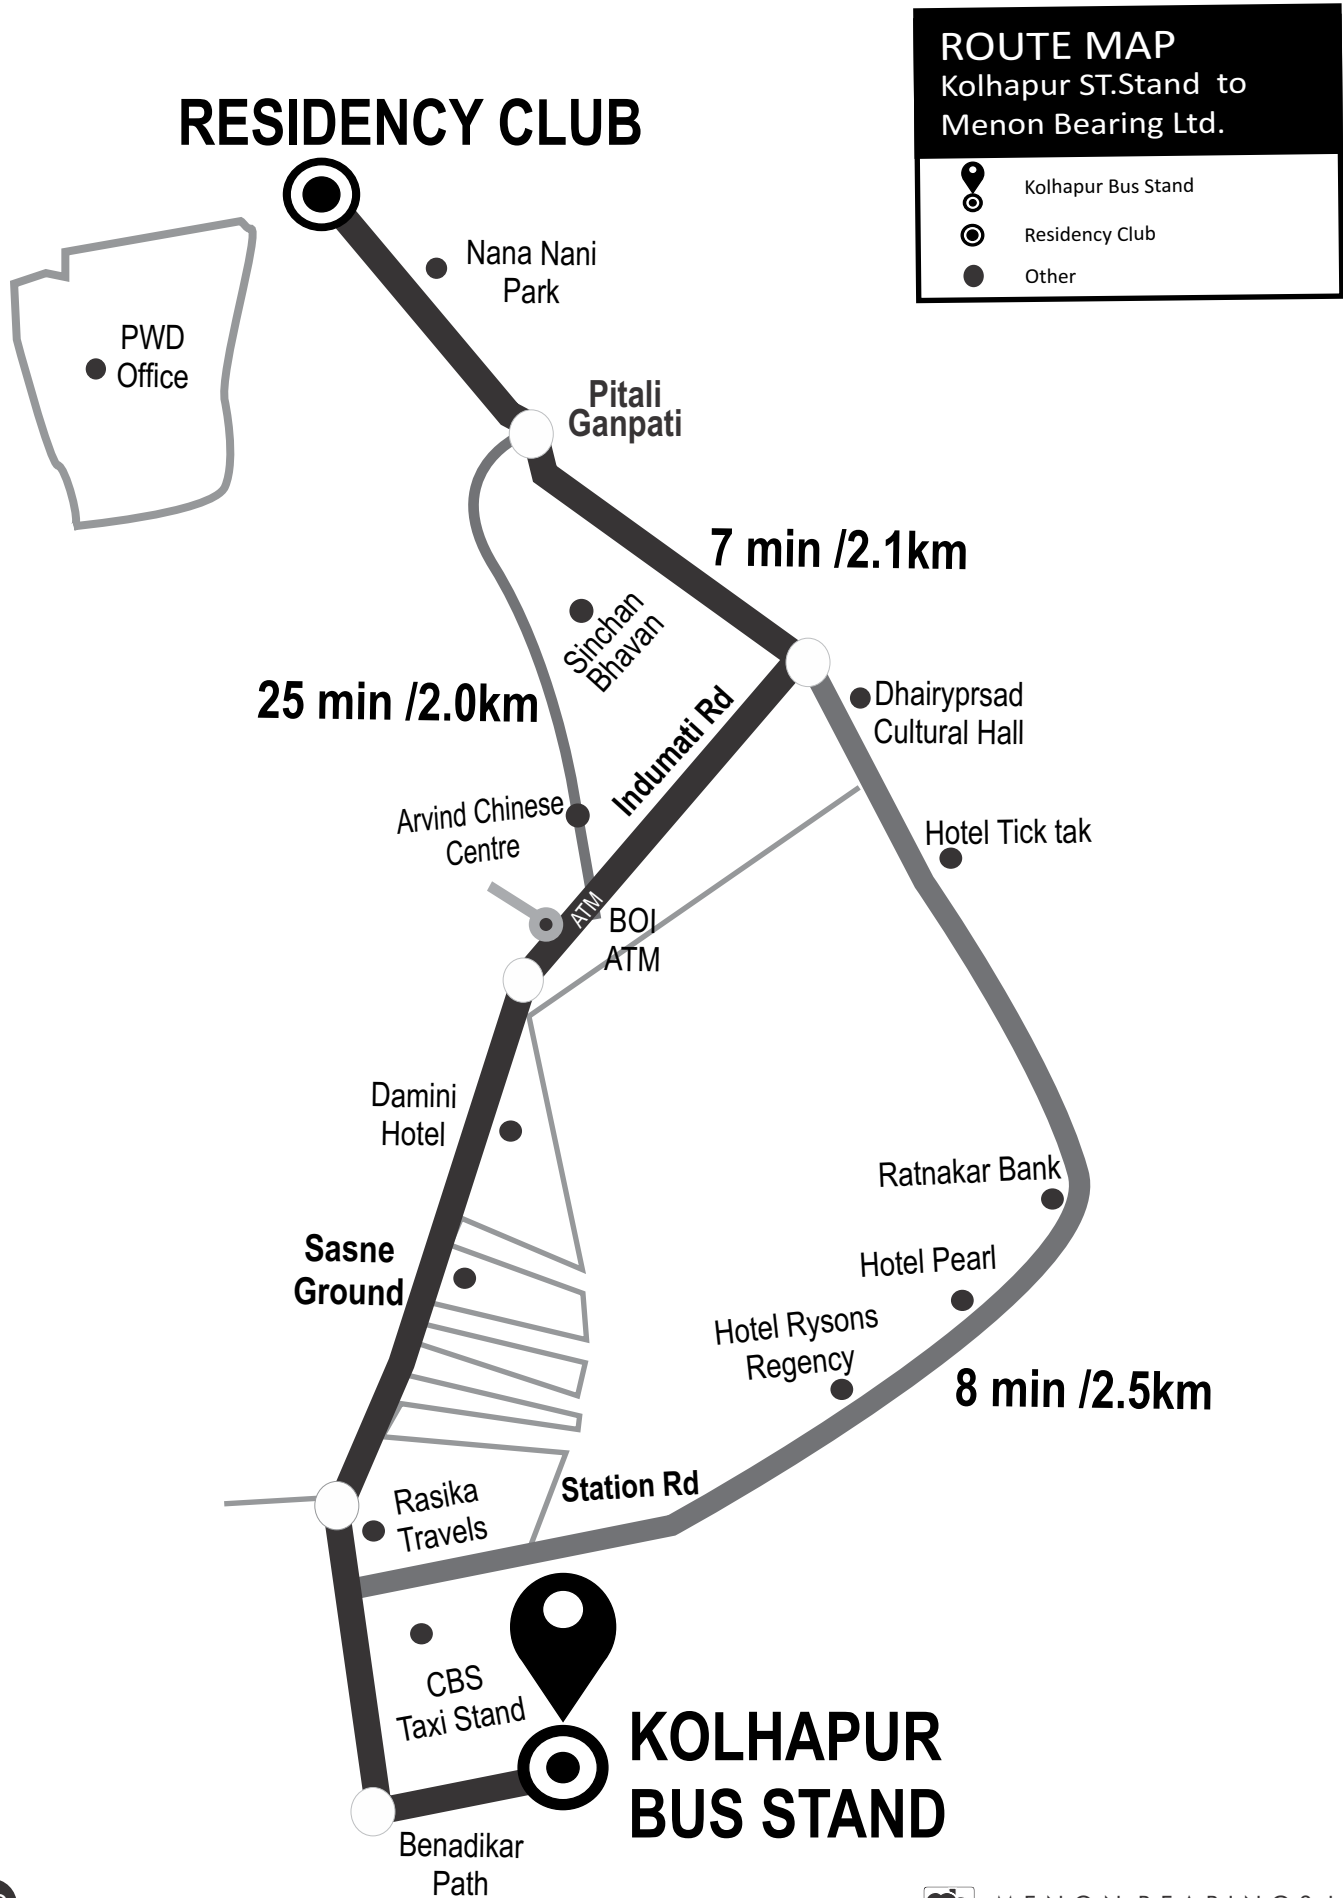 ROUTE MAP
Kolhapur ST.Stand to
Menon Bearing Ltd.
Kolhapur Bus Stand
Residency Club
Other
RESIDENCY CLUB
Nana Nani
Park
PWD
Office
Pitali
Ganpati
7 min /2.1km
Sinchan
Bhavan
25 min /2.0km
Indumati Rd
Dhairyprsad
Cultural Hall
Arvind Chinese
Centre
Hotel Tick tak
ATM
BOI
ATM
Damini
Hotel
Ratnakar Bank
Sasne
Ground
Hotel Pearl
Hotel Rysons
Regency
8 min /2.5km
Station Rd
Rasika
Travels
CBS
Taxi Stand
KOLHAPUR
BUS STAND
Benadikar
Path